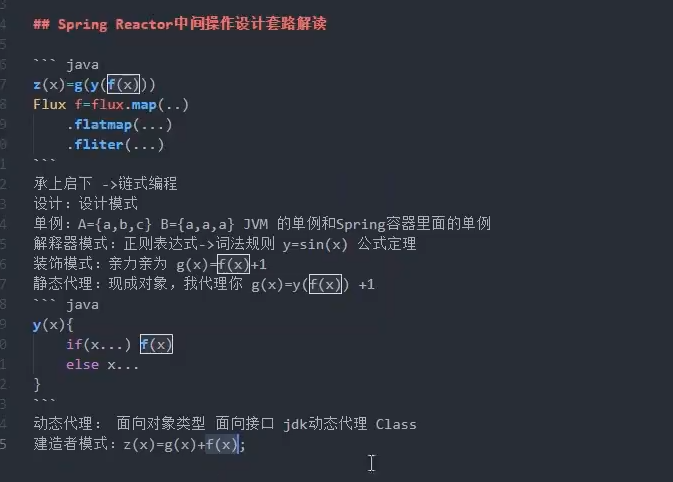 ## Spring Reactor中间操作设计套路解读
``` java
z(x)=g(y(f(x)))
Flux f=flux.map(..)
.flatmap(...)
.fliter(...)
```
承上启下 ->链式编程
设计：设计模式
单例：A={a,b,c} B={a,a,a} JVM 的单例和Spring容器里面的单例
解释器模式：正则表达式->词法规则 y=sin(x) 公式定理
装饰模式：亲力亲为 g(x)=f(x)+1
静态代理：现成对象，我代理你 g(x)=y(f(x)) +1
``` java
y(x){
if(x...) f(x)
else x...
}
```
动态代理： 面向对象类型 面向接口 jdk动态代理 Class
建造者模式：z(x)=g(x)+f(x);